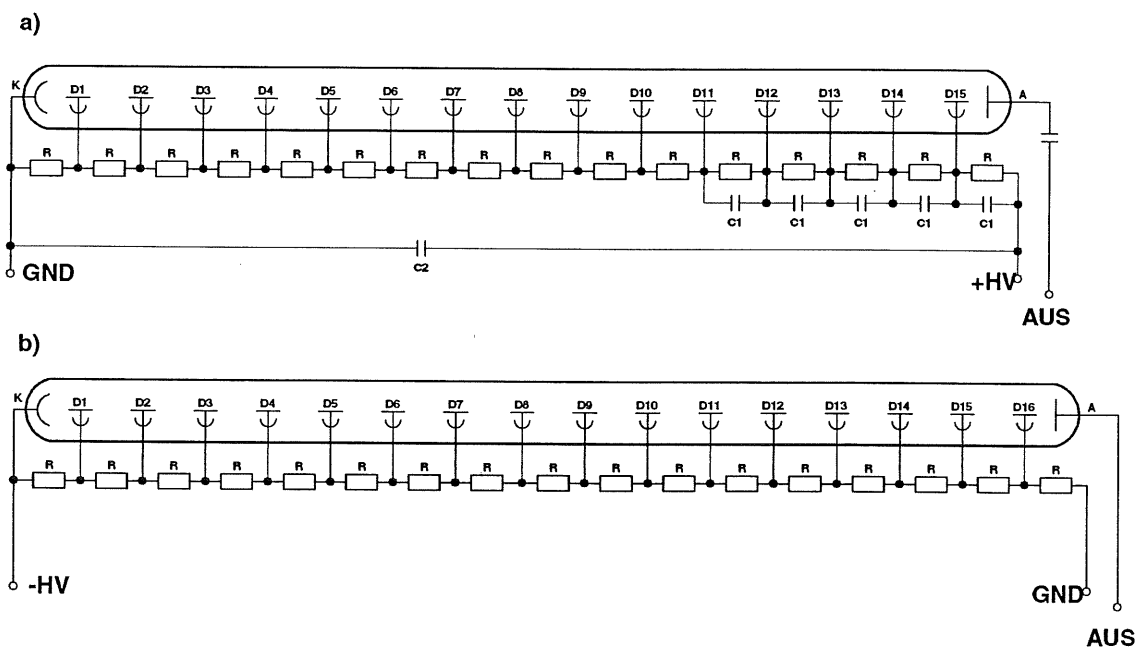 a)
K D1 D2 D3 D4 D5 D6 D7 D8 D9 D10 D11 D12 D13 D14 D15 A
R R R R R R R R R R R R R R R R
C1 C1 C1 C1 C1
C2
GND +HV
AUS
b)
K D1 D2 D3 D4 D5 D6 D7 D8 D9 D10 D11 D12 D13 D14 D15 D16 A
R R R R R R R R R R R R R R R R R
-HV GND
AUS